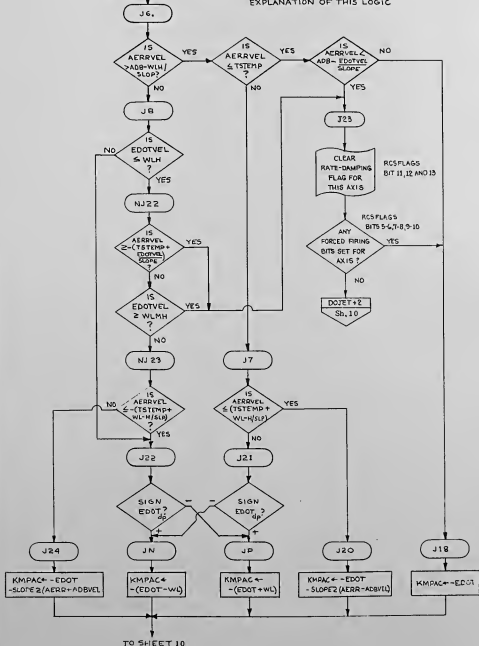 EXPLANATION OF THIS LOGIC
J6.
IS
AERRVEL
>ADB-WLH/
SLOP?
YES
NO
IS
AERRVEL
≤ TSTEMP
?
YES
NO
IS
AERRVEL <
ADB-EDOTVEL
SLOPE
NO
YES
J8
J23
IS
EDOTVEL
≤ WLH
?
NO
YES
CLEAR
RATE-DAMPING
FLAG FOR
THIS AXIS
RCSFLAGS
BIT 11, 12 AND 13
NJ22
IS
AERRVEL
≥-(TSTEMP+
EDOTVEL)
SLOPE
?
YES
NO
RCSFLAGS
BITS 5-6, 7-8, 9-10
ANY
FORCED FIRING
BITS SET FOR
AXIS ?
YES
NO
DOJET+2
Sh. 10
IS
EDOTVEL
≥ WLMH
?
YES
NO
NJ23
J7
IS
AERRVEL
≤-(TSTEMP+
WL-H/SLP)
?
NO
YES
IS
AERRVEL
≤(TSTEMP+
WL-H/SLP)
?
YES
NO
J22
J21
SIGN
EDOT ?
dp
-
+
SIGN
EDOT ?
dp
-
+
J24
JN
JP
J20
J18
KMPAC← -EDOT
-SLOPE2(AERR+ADBVEL)
KMPAC←
-(EDOT-WL)
KMPAC←
-(EDOT+WL)
KMPAC← -EDOT
-SLOPE2(AERR-ADBVEL)
KMPAC← -EDOT
TO SHEET 10